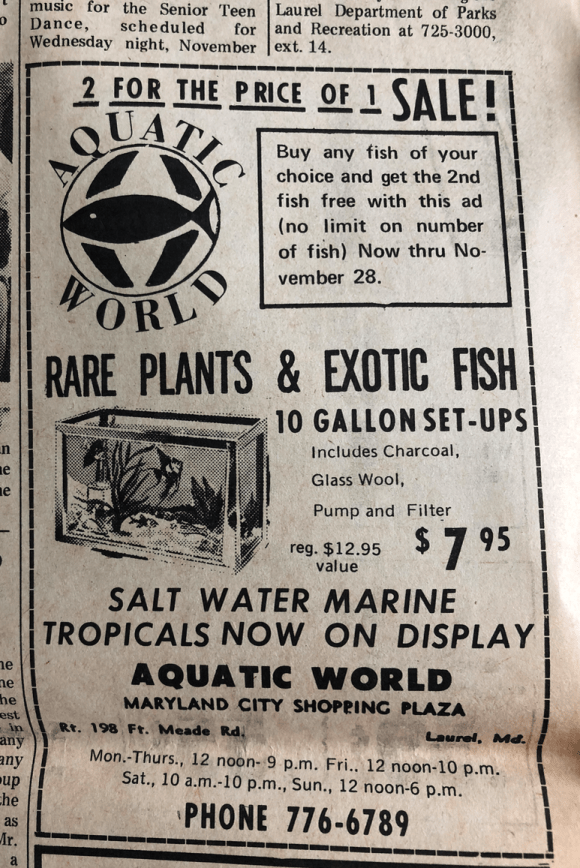 music for the Senior Teen
Dance, scheduled for
Wednesday night, November
Laurel Department of Parks
and Recreation at 725-3000,
ext. 14.
2 FOR THE PRICE OF 1 SALE!
AQUATIC
WORLD
Buy any fish of your
choice and get the 2nd
fish free with this ad
(no limit on number
of fish) Now thru No-
vember 28.
RARE PLANTS & EXOTIC FISH
10 GALLON SET-UPS
Includes Charcoal,
Glass Wool,
Pump and Filter
reg. $12.95
value
$7 95
SALT WATER MARINE
TROPICALS NOW ON DISPLAY
AQUATIC WORLD
MARYLAND CITY SHOPPING PLAZA
Rt. 198 Ft. Meade Rd. Laurel, Md.
Mon.-Thurs., 12 noon- 9 p.m. Fri.. 12 noon-10 p.m.
Sat., 10 a.m.-10 p.m., Sun., 12 noon-6 p.m.
PHONE 776-6789